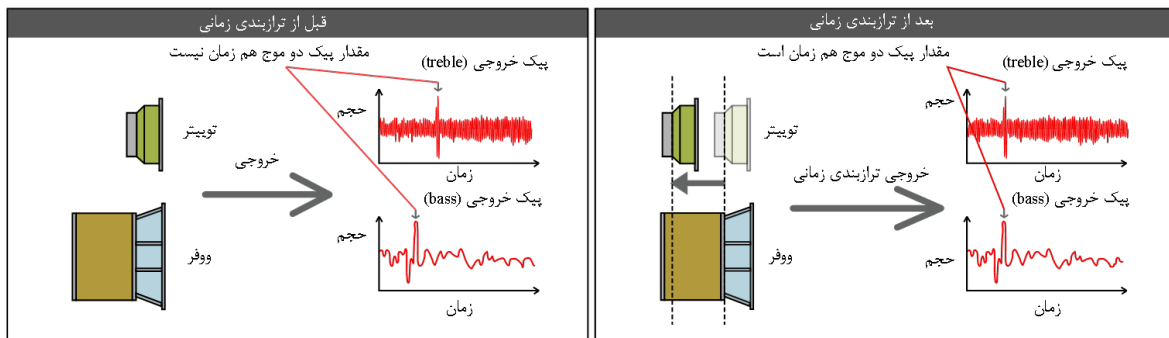 قبل از ترازبندی زمانی
مقدار پیک دو موج هم زمان نیست
پیک خروجی (treble)
حجم
توییتر
زمان
خروجی
پیک خروجی (bass)
حجم
ووفر
زمان
بعد از ترازبندی زمانی
مقدار پیک دو موج هم زمان است
پیک خروجی (treble)
حجم
توییتر
زمان
خروجی ترازبندی زمانی
پیک خروجی (bass)
حجم
ووفر
زمان